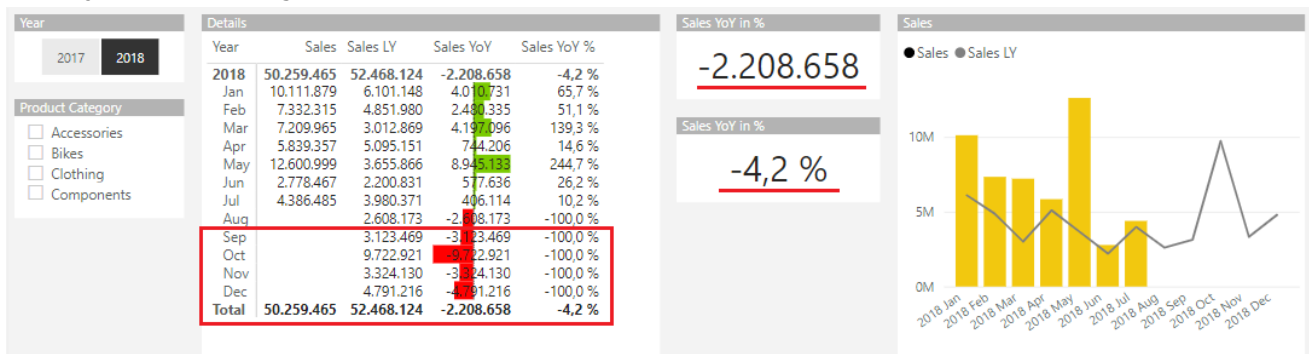 Year
2017 2018
Product Category
Accessories
Bikes
Clothing
Components
Details
Year Sales Sales LY Sales YoY Sales YoY %
2018 50.259.465 52.468.124 -2.208.658 -4,2 %
Jan 10.111.879 6.101.148 4.010.731 65,7 %
Feb 7.332.315 4.851.980 2.480.335 51,1 %
Mar 7.209.965 3.012.869 4.197.096 139,3 %
Apr 5.839.357 5.095.151 744.206 14,6 %
May 12.600.999 3.655.866 8.945.133 244,7 %
Jun 2.778.467 2.200.831 577.636 26,2 %
Jul 4.386.485 3.980.371 406.114 10,2 %
Aug 2.608.173 -2.608.173 -100,0 %
Sep 3.123.469 -3.123.469 -100,0 %
Oct 9.722.921 -9.722.921 -100,0 %
Nov 3.324.130 -3.324.130 -100,0 %
Dec 4.791.216 -4.791.216 -100,0 %
Total 50.259.465 52.468.124 -2.208.658 -4,2 %
Sales YoY in %
-2.208.658
Sales YoY in %
-4,2 %
Sales
Sales Sales LY
10M
5M
0M
2018 Jan 2018 Feb 2018 Mar 2018 Apr 2018 May 2018 Jun 2018 Jul 2018 Aug 2018 Sep 2018 Oct 2018 Nov 2018 Dec